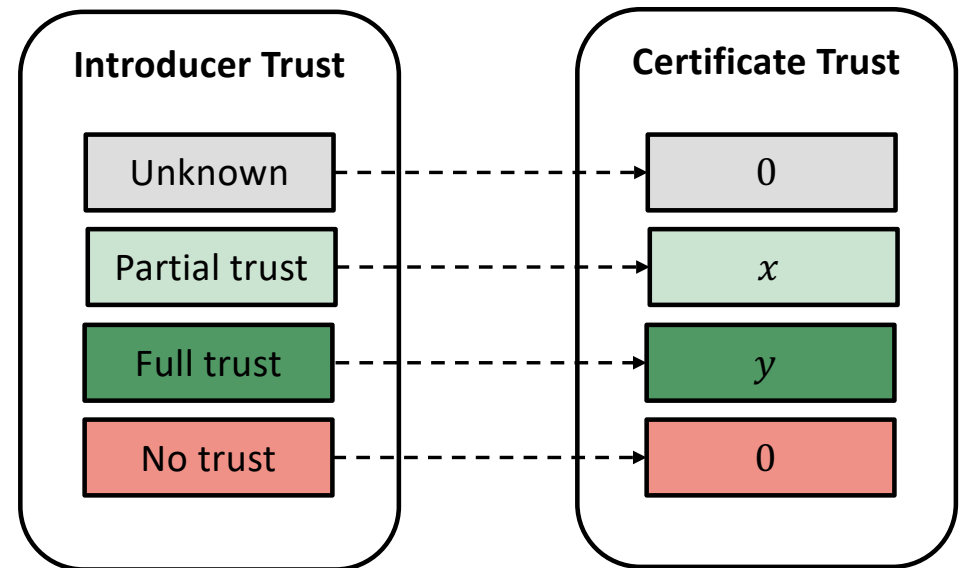 Introducer Trust
Certificate Trust
Unknown
0
Partial trust
x
Full trust
y
No trust
0